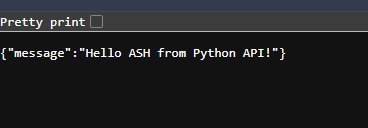 Pretty print
{"message":"Hello ASH from Python API!"}